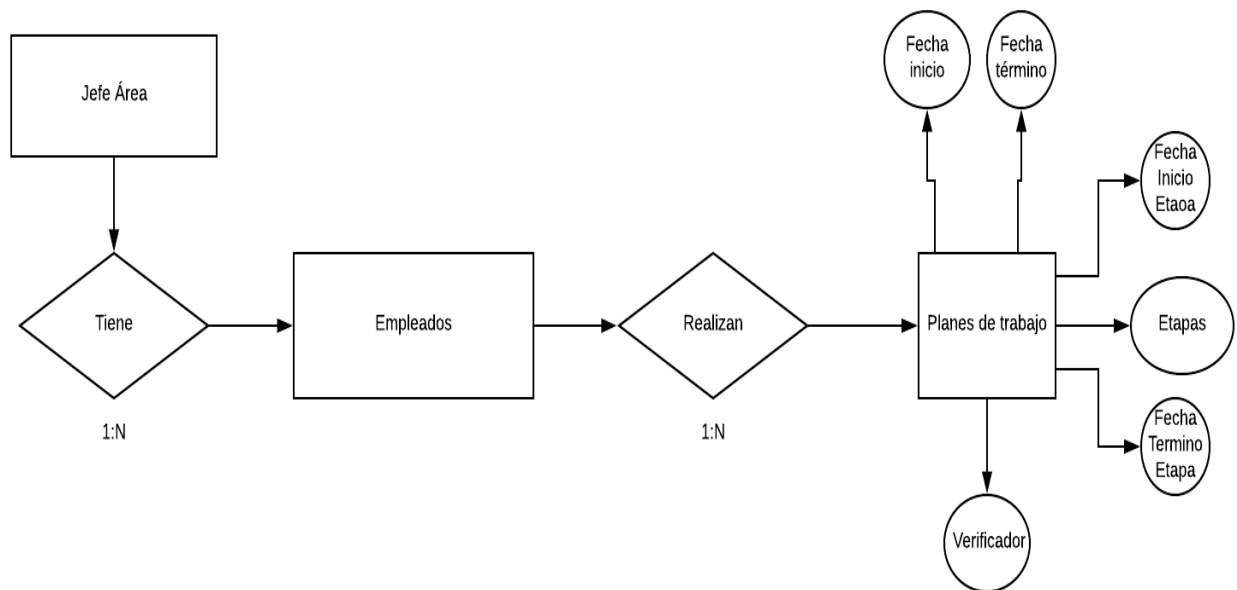 Fecha
inicio
Fecha
término
Jefe Área
Fecha
Inicio
Etaoa
Tiene
Empleados
Realizan
Planes de trabajo
Etapas
1:N
1:N
Fecha
Termino
Etapa
Verificador